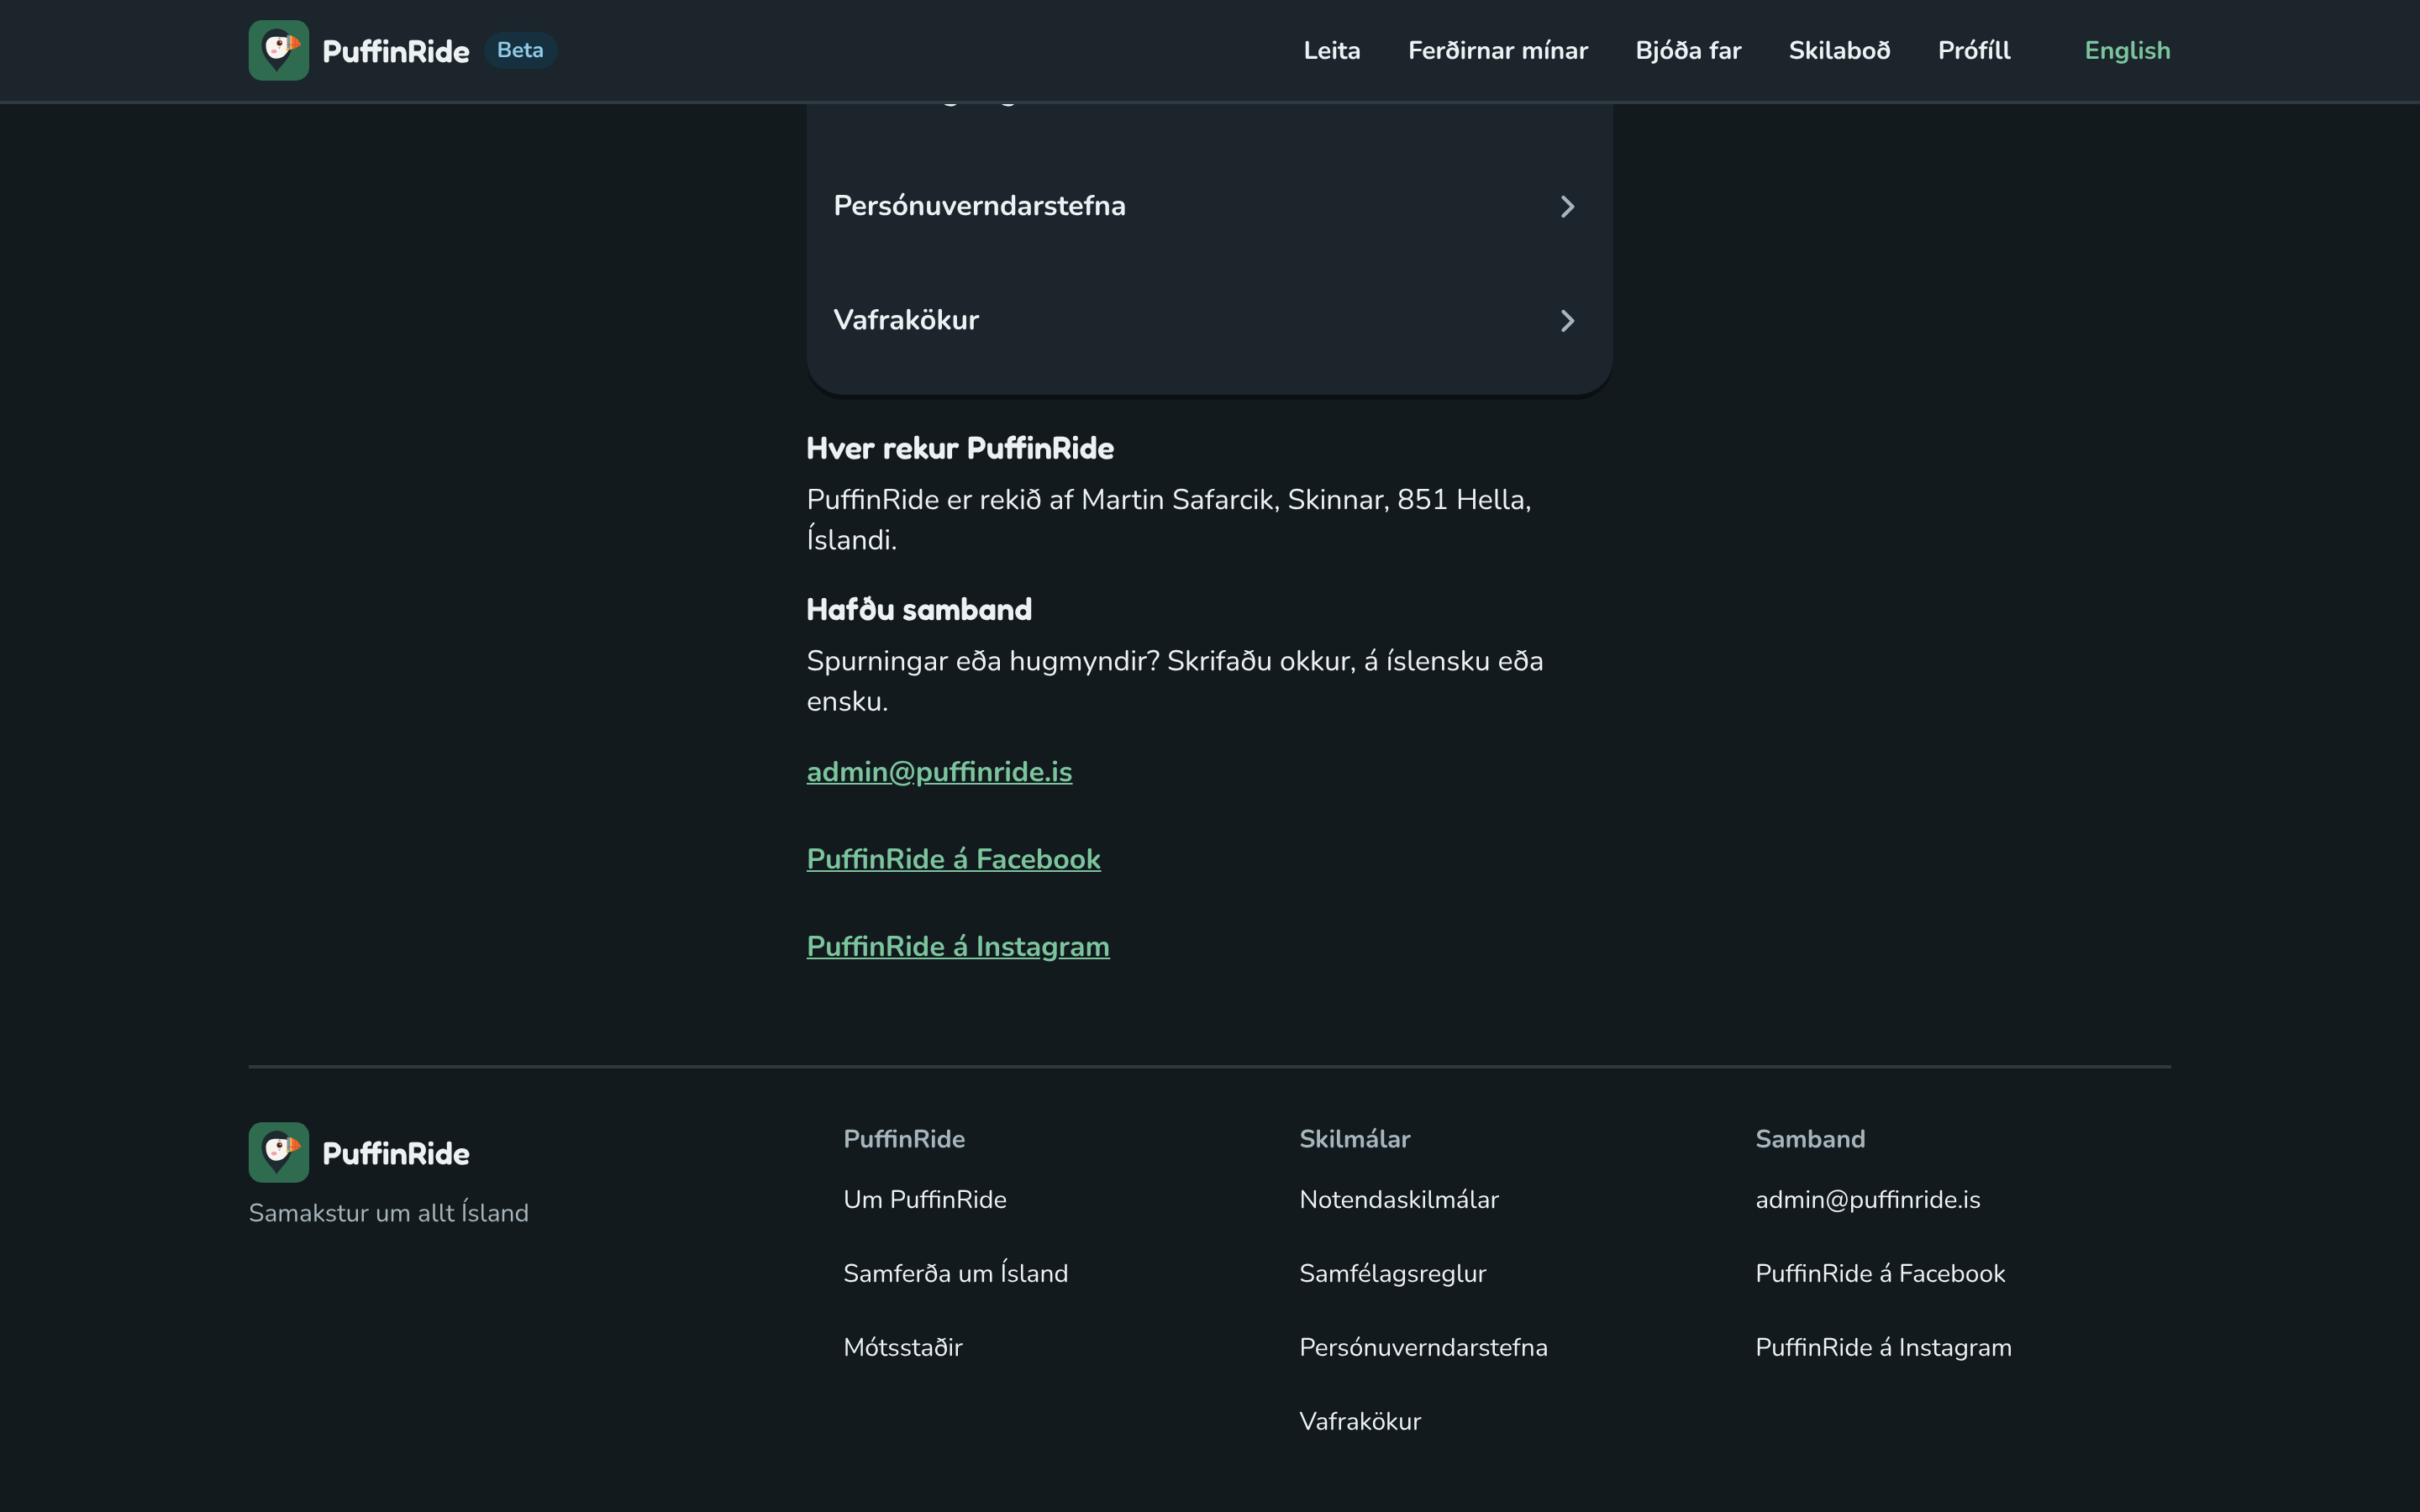 PuffinRide
Beta
Leita
Ferðirnar mínar
Bjóða far
Skilaboð
Prófíll
English
Persónuverndarstefna
Vafrakökur
Hver rekur PuffinRide
PuffinRide er rekið af Martin Safarcik, Skinnar, 851 Hella,
Íslandi.
Hafðu samband
Spurningar eða hugmyndir? Skrifaðu okkur, á íslensku eða
ensku.
admin@puffinride.is
PuffinRide á Facebook
PuffinRide á Instagram
PuffinRide
Samakstur um allt Ísland
PuffinRide
Um PuffinRide
Samferða um Ísland
Mótsstaðir
Skilmálar
Notendaskilmálar
Samfélagsreglur
Persónuverndarstefna
Vafrakökur
Samband
admin@puffinride.is
PuffinRide á Facebook
PuffinRide á Instagram